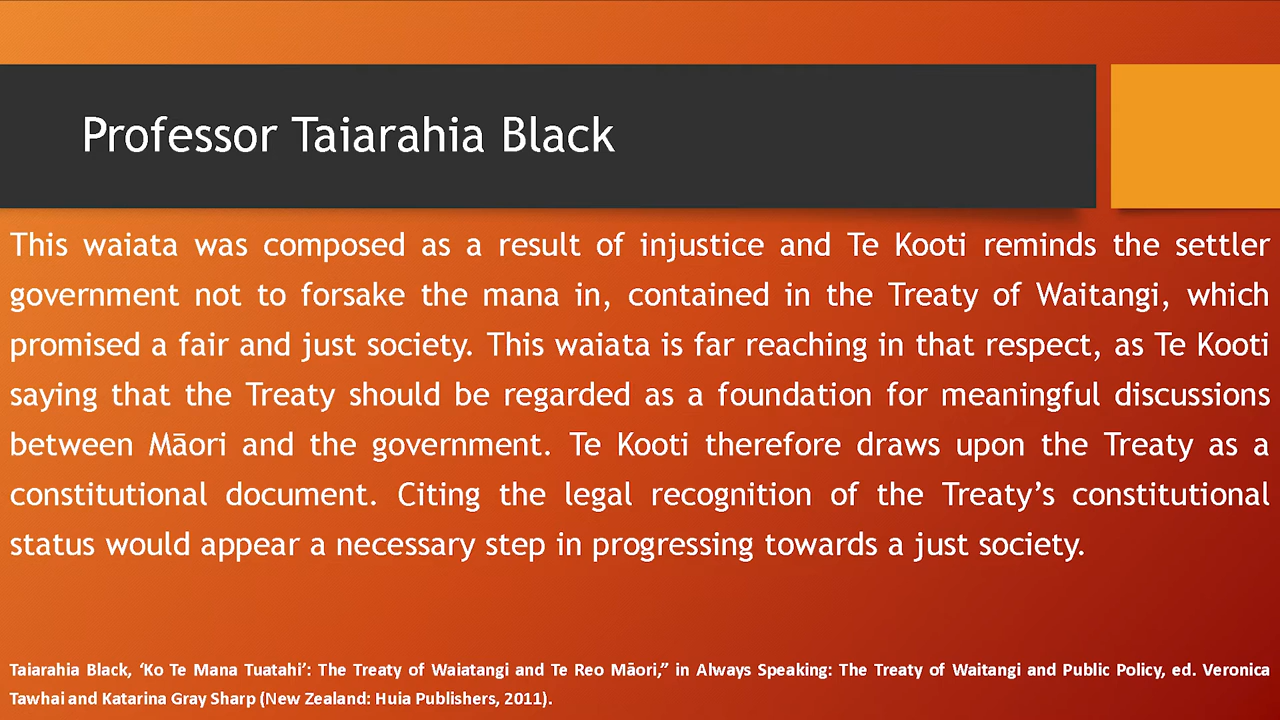 Professor Taiarahia Black
This waiata was composed as a result of injustice and Te Kooti reminds the settler
government not to forsake the mana in, contained in the Treaty of Waitangi, which
promised a fair and just society. This waiata is far reaching in that respect, as Te Kooti
saying that the Treaty should be regarded as a foundation for meaningful discussions
between Māori and the government. Te Kooti therefore draws upon the Treaty as a
constitutional document. Citing the legal recognition of the Treaty’s constitutional
status would appear a necessary step in progressing towards a just society.
Taiarahia Black, ‘Ko Te Mana Tuatahi’: The Treaty of Waiatangi and Te Reo Māori,” in Always Speaking: The Treaty of Waitangi and Public Policy, ed. Veronica
Tawhai and Katarina Gray Sharp (New Zealand: Huia Publishers, 2011).